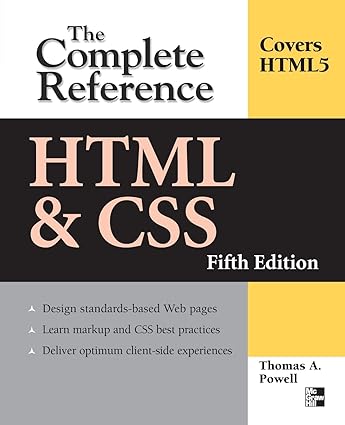 The
Complete
Reference
Covers
HTML5
HTML
& CSS
Fifth Edition
Design standards-based Web pages
Learn markup and CSS best practices
Deliver optimum client-side experiences
Thomas A.
Powell
Mc
Graw
Hill